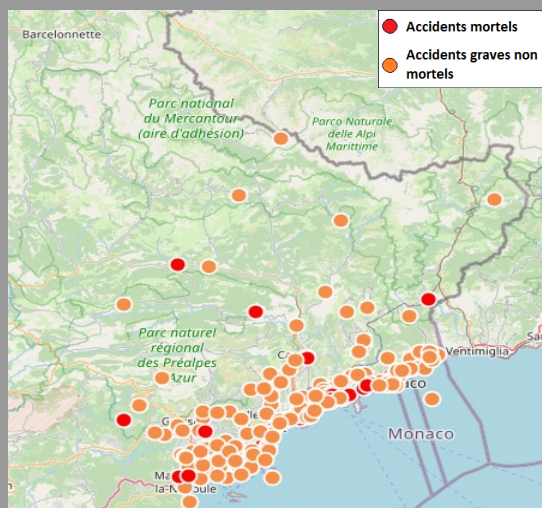 Accidents mortels
Accidents graves non
mortels
Barcelonnette
Parc national
du Mercantour
(aire d'adhésion)
Parco Naturale
delle Alpi
Marittime
Parc naturel
régional
des Préalpes
Azur
Ventimiglia
Monaco